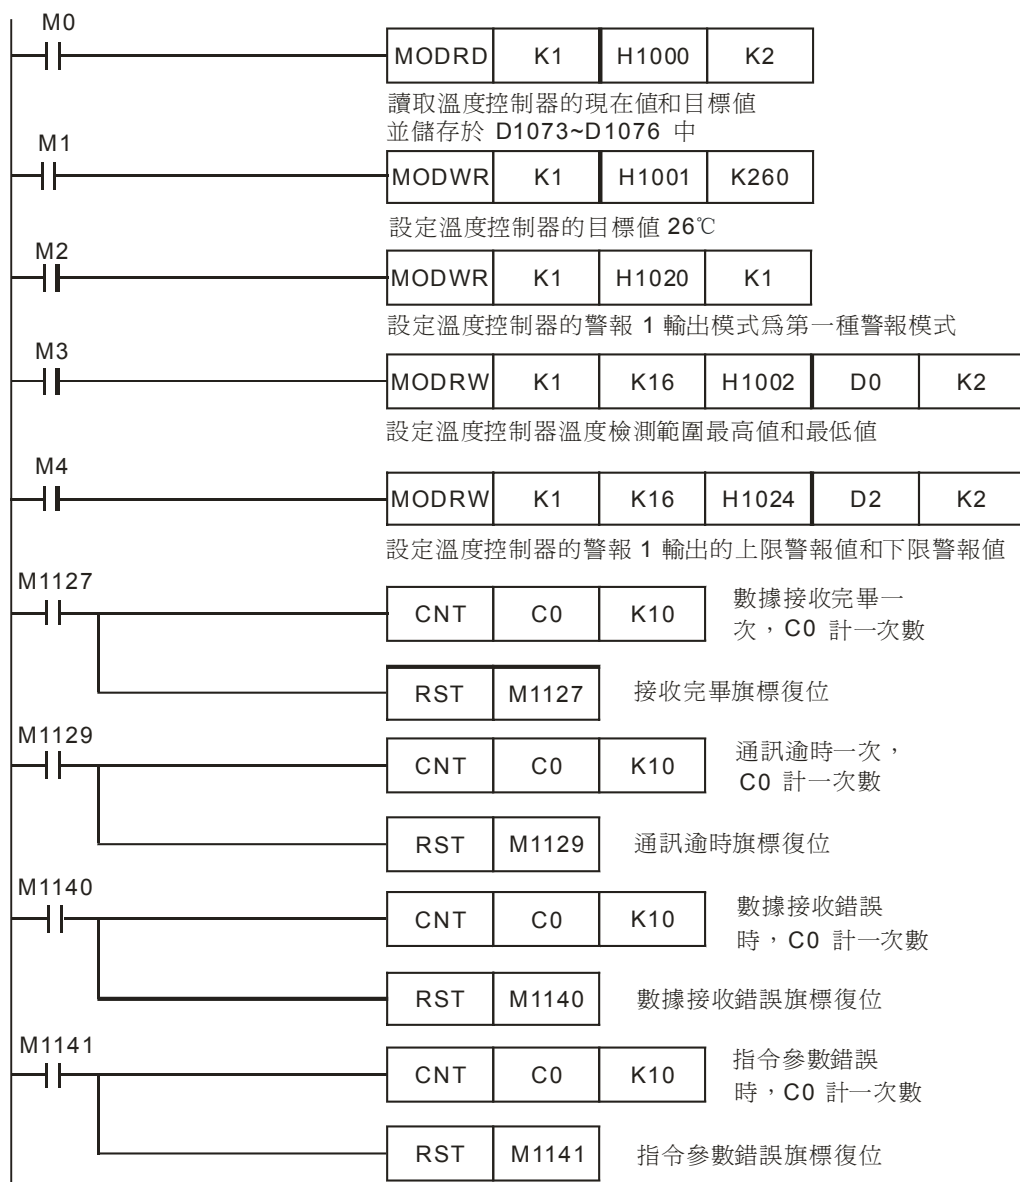 M0
MODRD K1 H1000 K2
讀取溫度控制器的現在值和目標值
並儲存於 D1073~D1076 中
M1
MODWR K1 H1001 K260
設定溫度控制器的目標值 26℃
M2
MODWR K1 H1020 K1
設定溫度控制器的警報 1 輸出模式爲第一種警報模式
M3
MODRW K1 K16 H1002 D0 K2
設定溫度控制器溫度檢測範圍最高值和最低值
M4
MODRW K1 K16 H1024 D2 K2
設定溫度控制器的警報 1 輸出的上限警報值和下限警報值
M1127
CNT C0 K10
數據接收完畢一
次，C0 計一次數
RST M1127
接收完畢旗標復位
M1129
CNT C0 K10
通訊逾時一次，
C0 計一次數
RST M1129
通訊逾時旗標復位
M1140
CNT C0 K10
數據接收錯誤
時，C0 計一次數
RST M1140
數據接收錯誤旗標復位
M1141
CNT C0 K10
指令參數錯誤
時，C0 計一次數
RST M1141
指令參數錯誤旗標復位